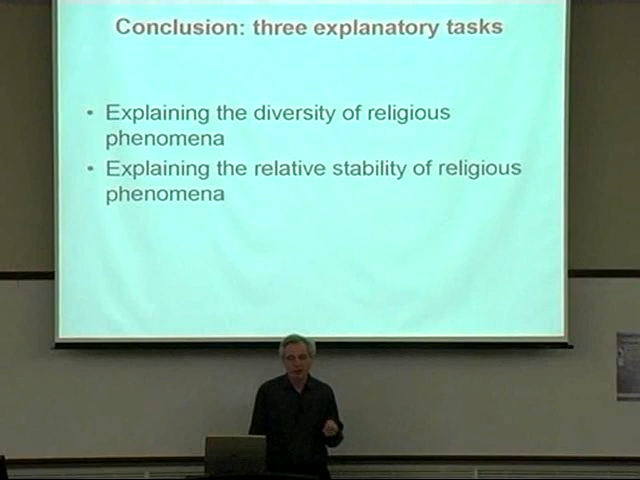 Conclusion: three explanatory tasks
• Explaining the diversity of religious
phenomena
• Explaining the relative stability of religious
phenomena